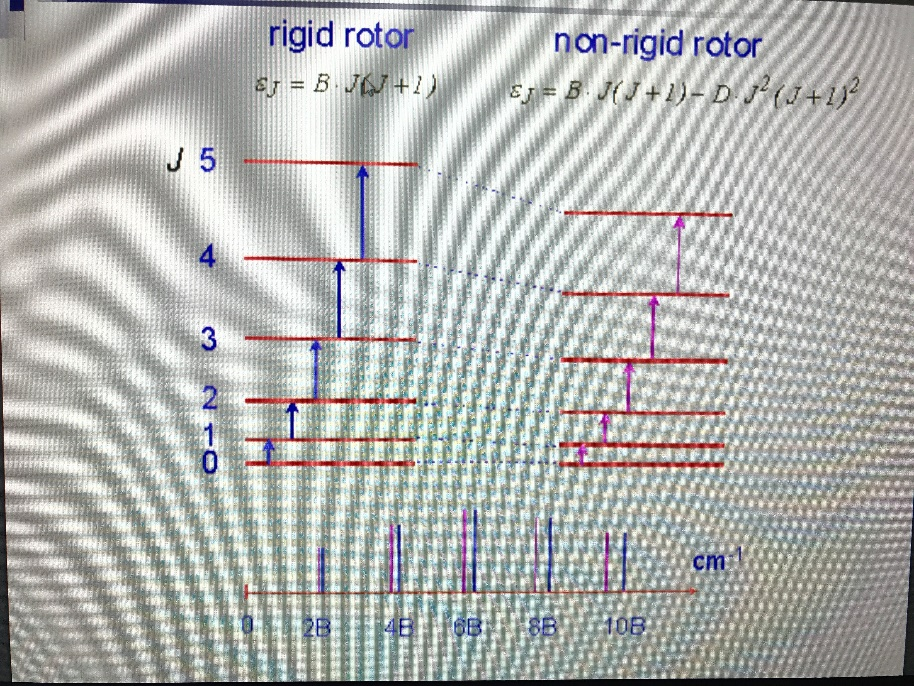 rigid rotor
non-rigid rotor
εJ = B · J(J+1)
εJ = B · J(J+1) − D · J²(J+1)²
J 5
4
3
2
1
0
cm⁻¹
0 2B 4B 6B 8B 10B